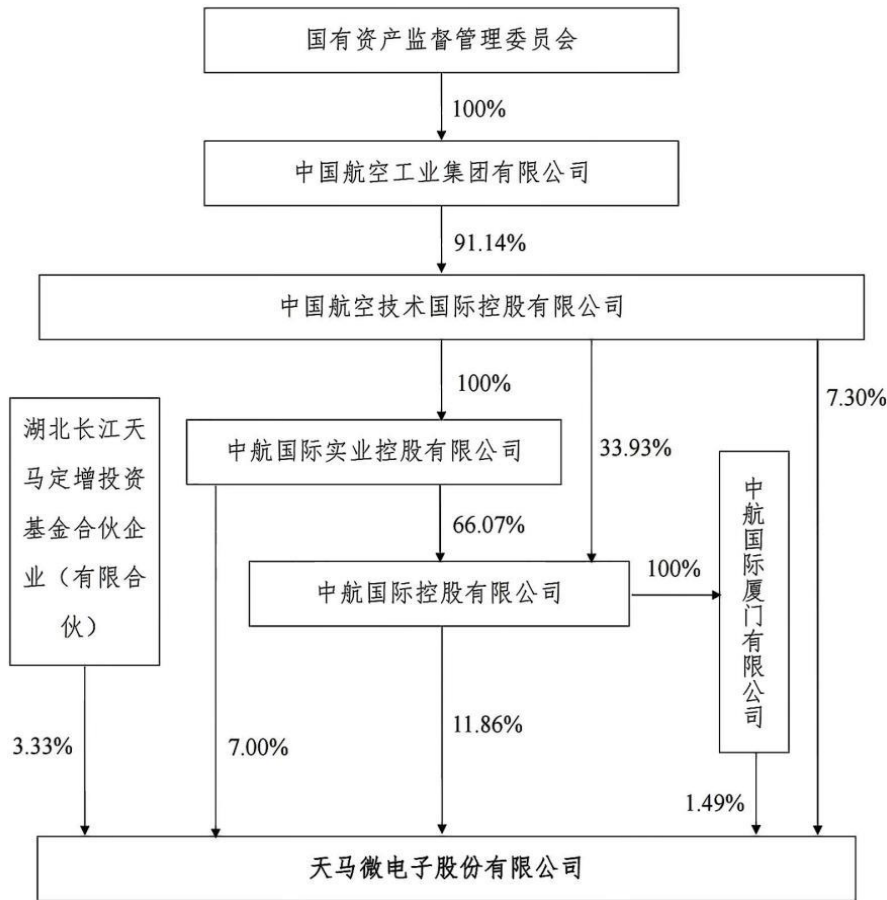 国有资产监督管理委员会
100%
中国航空工业集团有限公司
91.14%
中国航空技术国际控股有限公司
100%
33.93%
7.30%
湖北长江天
马定增投资
基金合伙企
业（有限合
伙）
中航国际实业控股有限公司
66.07%
中航国际控股有限公司
100%
中航国际厦门有限公司
3.33%
7.00%
11.86%
1.49%
天马微电子股份有限公司